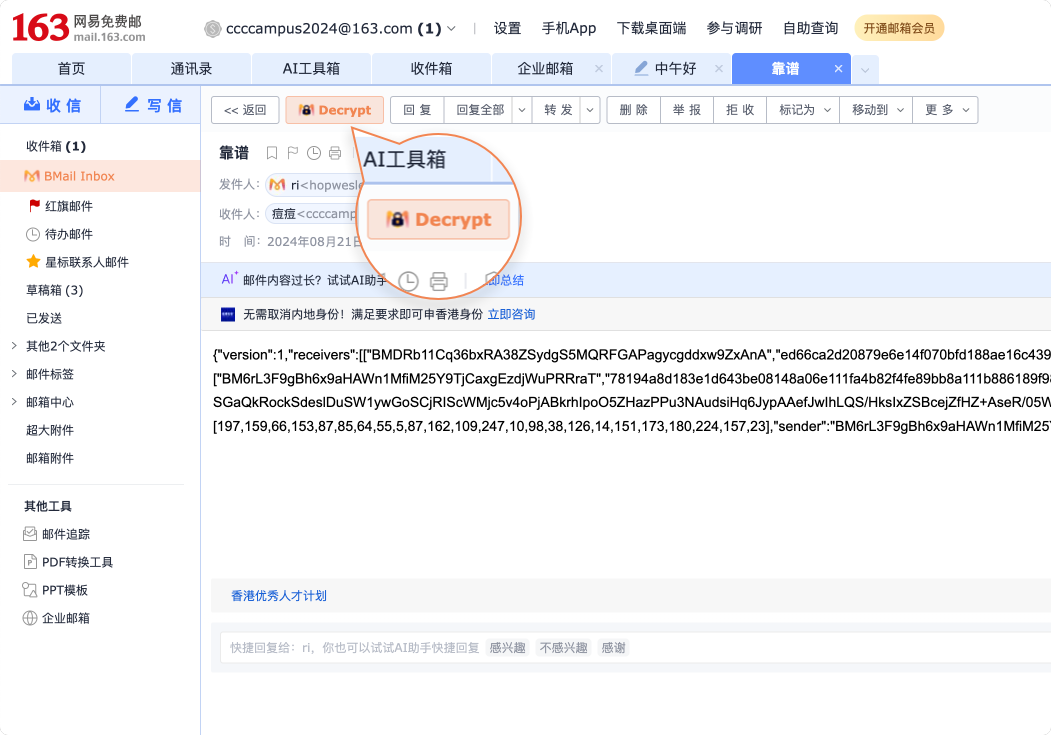 163 网易免费邮
mail.163.com
ccccampus2024@163.com (1)
设置 手机App 下载桌面端 参与调研 自助查询 开通邮箱会员
首页 通讯录 AI工具箱 收件箱 企业邮箱 中午好 靠谱
收信 写信
<< 返回 Decrypt 回复 回复全部 转发 删除 举报 拒收 标记为 移动到 更多
收件箱 (1)
BMail Inbox
红旗邮件
待办邮件
星标联系人邮件
草稿箱 (3)
已发送
其他2个文件夹
邮件标签
邮箱中心
超大附件
邮箱附件
其他工具
邮件追踪
PDF转换工具
PPT模板
企业邮箱
靠谱
发件人: ri<hopwesle
收件人: 痘痘<ccccamp
时 间: 2024年08月21日
AI工具箱
Decrypt
AI 邮件内容过长？试试AI助手 即总结
无需取消内地身份！满足要求即可申香港身份 立即咨询
{"version":1,"receivers":[["BMDRb11Cq36bxRA38ZSydgS5MQRFGAPagycgddxw9ZxAnA","ed66ca2d20879e6e14f070bfd188ae16c439
["BM6rL3F9gBh6x9aHAWn1MfiM25Y9TjCaxgEzdjWuPRRraT","78194a8d183e1d643be08148a06e111fa4b82f4fe89bb8a111b886189f98
SGaQkRockSdesIDuSW1ywGoSCjRIScWMjc5v4oPjABkrhIpoO5ZHazPPu3NAudsiHq6JypAAefJwIhLQS/HksIxZSBcejZfHZ+AseR/05W
[197,159,66,153,87,85,64,55,5,87,162,109,247,10,98,38,126,14,151,173,180,224,157,23],"sender":"BM6rL3F9gBh6x9aHAWn1MfiM25Y
香港优秀人才计划
快捷回复给：ri，你也可以试试AI助手快捷回复 感兴趣 不感兴趣 感谢